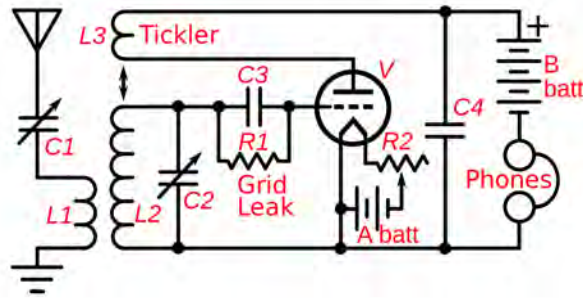 L3 Tickler
+
B
batt
C3
V
C4
C1
R1
R2
Grid
Leak
Phones
L1
L2
C2
A batt